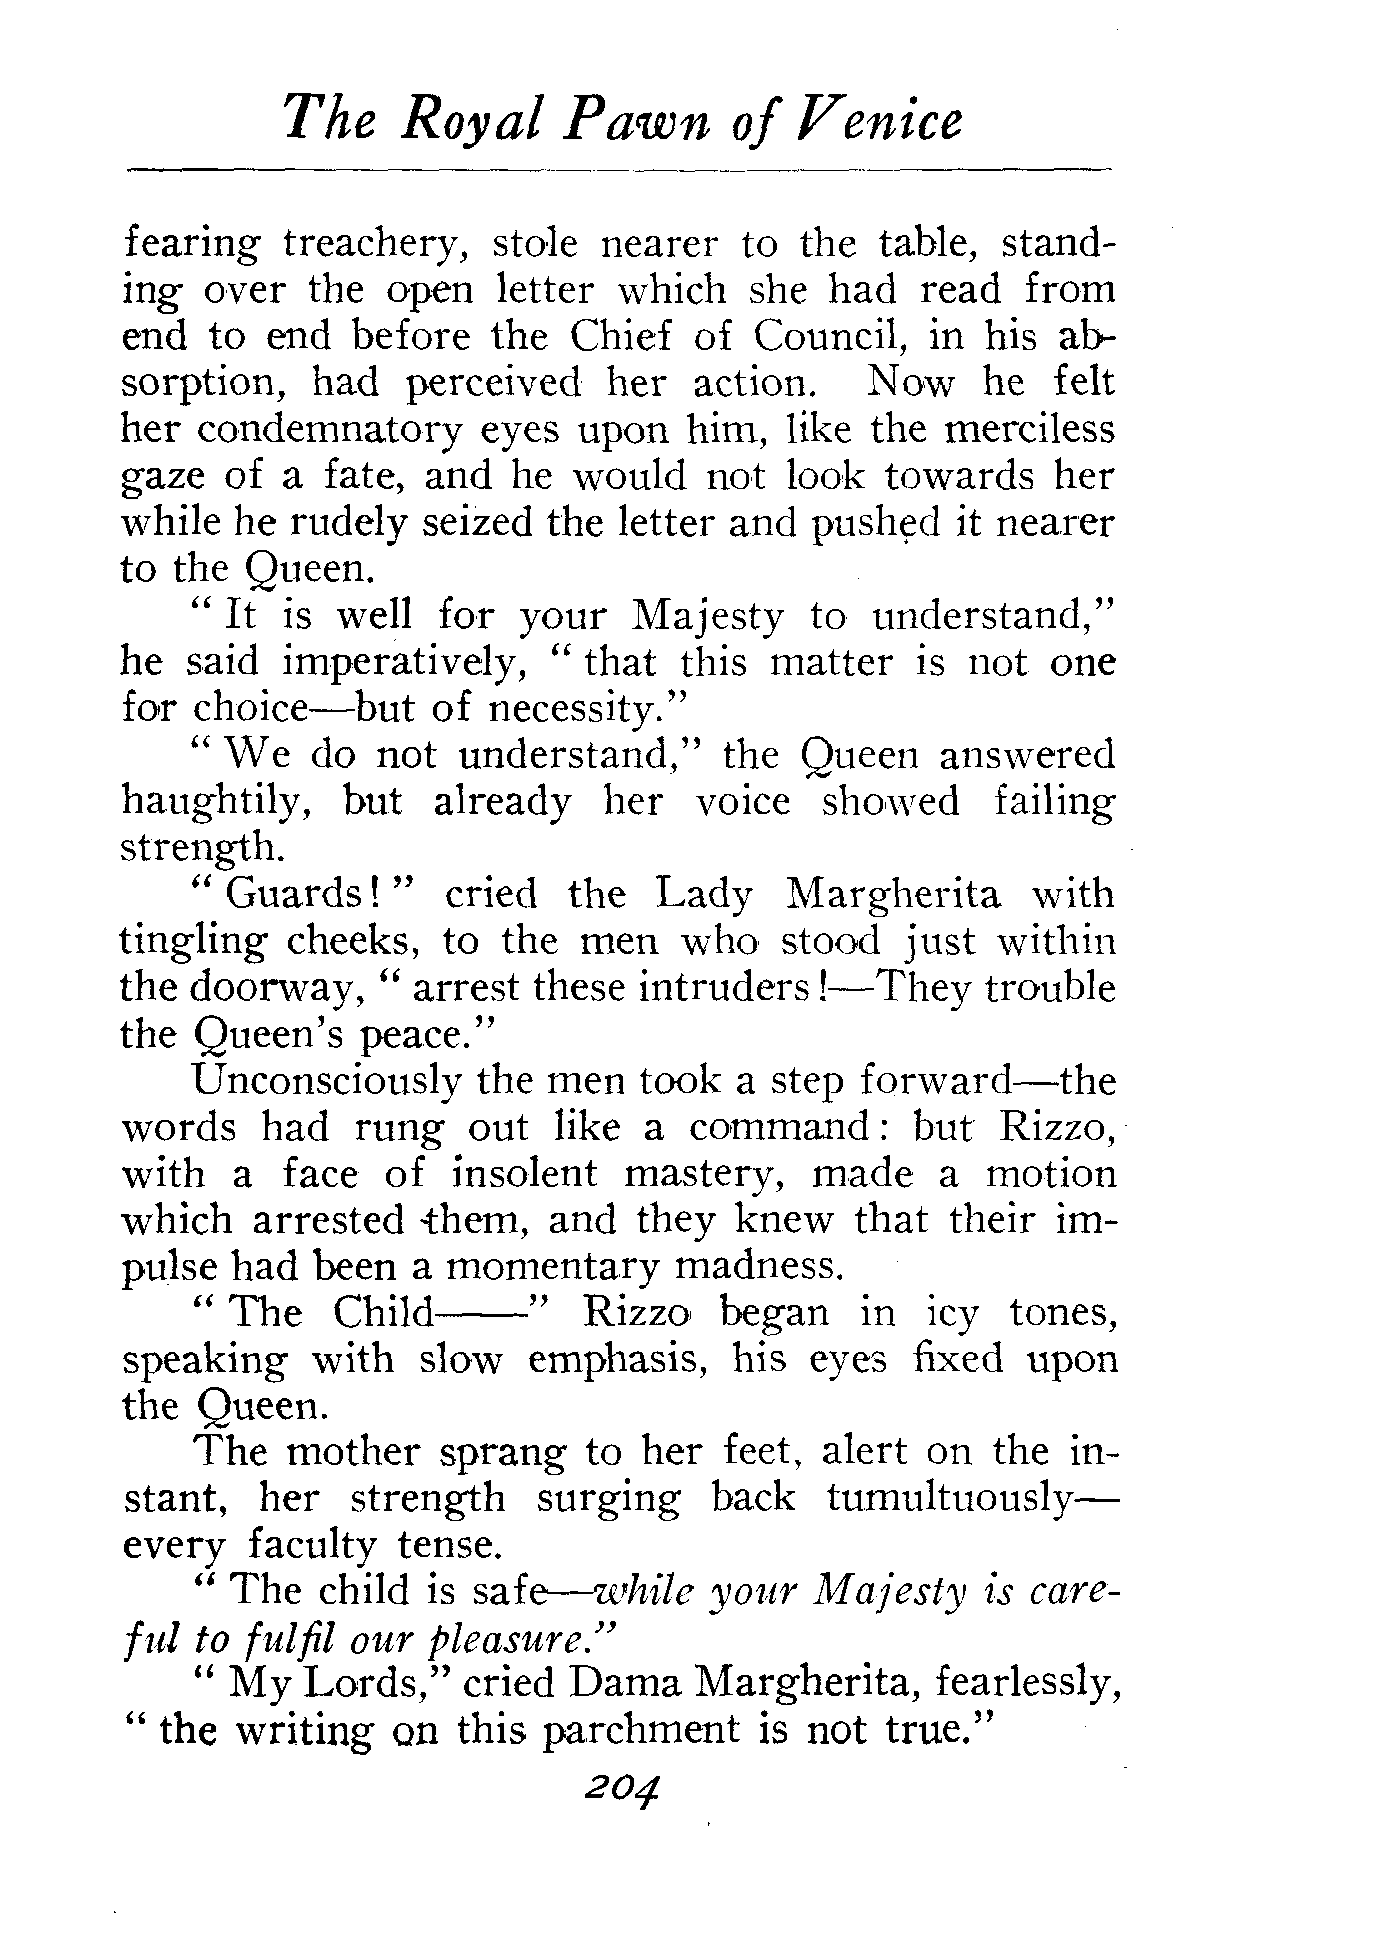 The Royal Pawn of Venice
fearing treachery, stole nearer to the table, stand-
ing over the open letter which she had read from
end to end before the Chief of Council, in his ab-
sorption, had perceived her action. Now he felt
her condemnatory eyes upon him, like the merciless
gaze of a fate, and he would not look towards her
while he rudely seized the letter and pushed it nearer
to the Queen.
" It is well for your Majesty to understand,"
he said imperatively, " that this matter is not one
for choice—but of necessity."
" We do not understand," the Queen answered
haughtily, but already her voice showed failing
strength.
" Guards! " cried the Lady Margherita with
tingling cheeks, to the men who stood just within
the doorway, " arrest these intruders!—They trouble
the Queen's peace."
Unconsciously the men took a step forward—the
words had rung out like a command: but Rizzo,
with a face of insolent mastery, made a motion
which arrested them, and they knew that their im-
pulse had been a momentary madness.
" The Child——" Rizzo began in icy tones,
speaking with slow emphasis, his eyes fixed upon
the Queen.
The mother sprang to her feet, alert on the in-
stant, her strength surging back tumultuously—
every faculty tense.
" The child is safe—while your Majesty is care-
ful to fulfil our pleasure."
" My Lords," cried Dama Margherita, fearlessly,
" the writing on this parchment is not true."
204